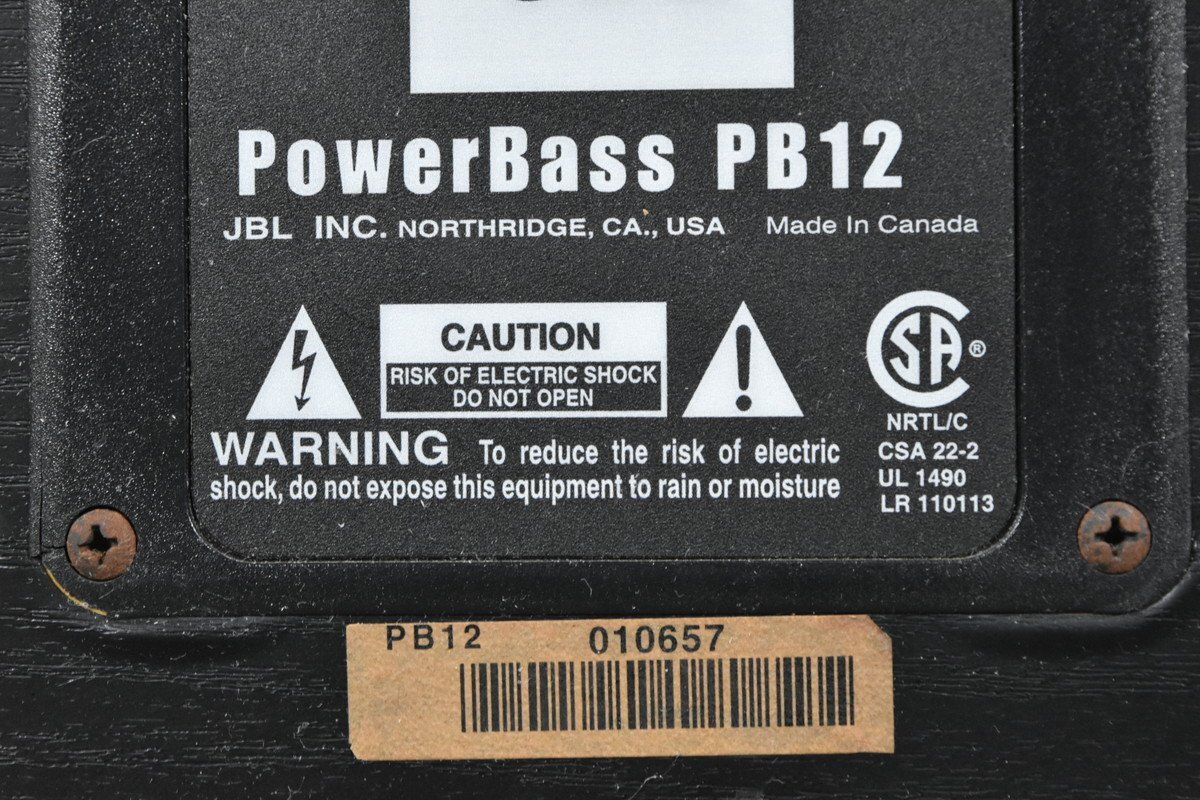 PowerBass PB12
JBL INC. NORTHRIDGE, CA., USA Made In Canada
CAUTION
RISK OF ELECTRIC SHOCK
DO NOT OPEN
WARNING To reduce the risk of electric
shock, do not expose this equipment to rain or moisture
SA ®
NRTL/C
CSA 22-2
UL 1490
LR 110113
PB12 010657